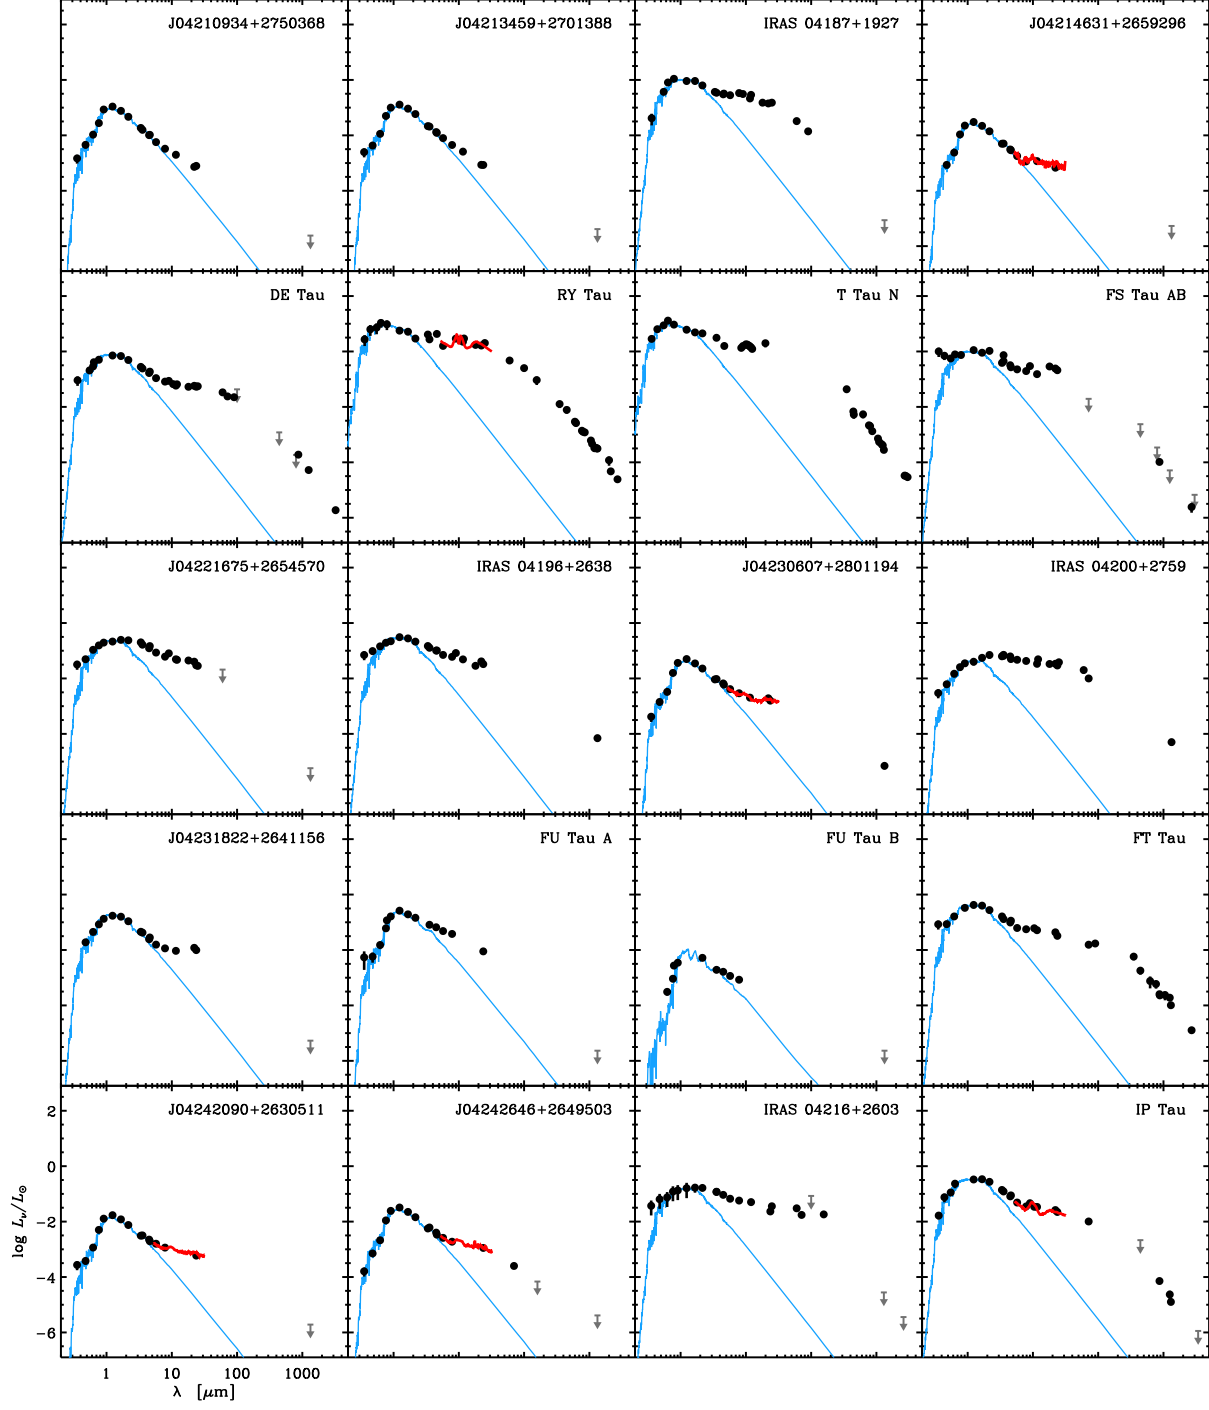 J04210934+2750368
J04213459+2701388
IRAS 04187+1927
J04214631+2659296
DE Tau
RY Tau
T Tau N
FS Tau AB
J04221675+2654570
IRAS 04196+2638
J04230607+2801194
IRAS 04200+2759
J04231822+2641156
FU Tau A
FU Tau B
FT Tau
J04242090+2630511
J04242646+2649503
IRAS 04216+2603
IP Tau
2
0
−2
−4
−6
log Lν/L⊙
1 10 100 1000
λ [μm]